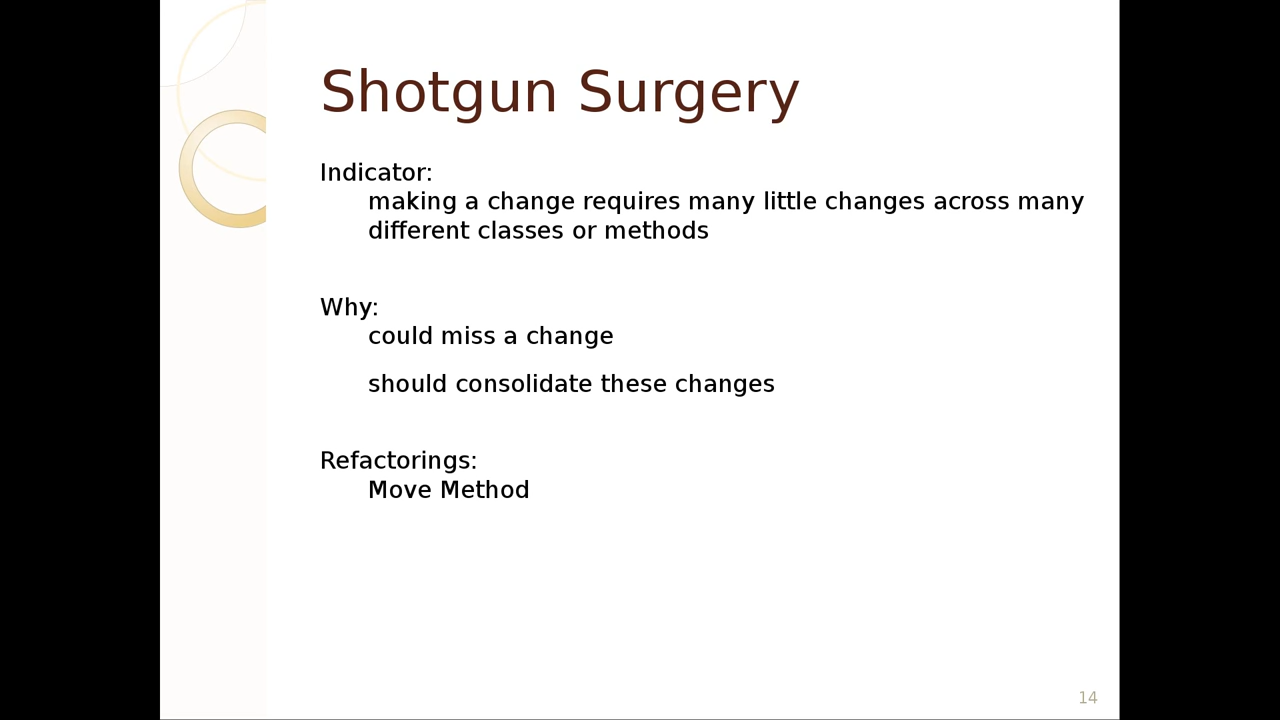 Shotgun Surgery
Indicator:
making a change requires many little changes across many
different classes or methods
Why:
could miss a change
should consolidate these changes
Refactorings:
Move Method
14